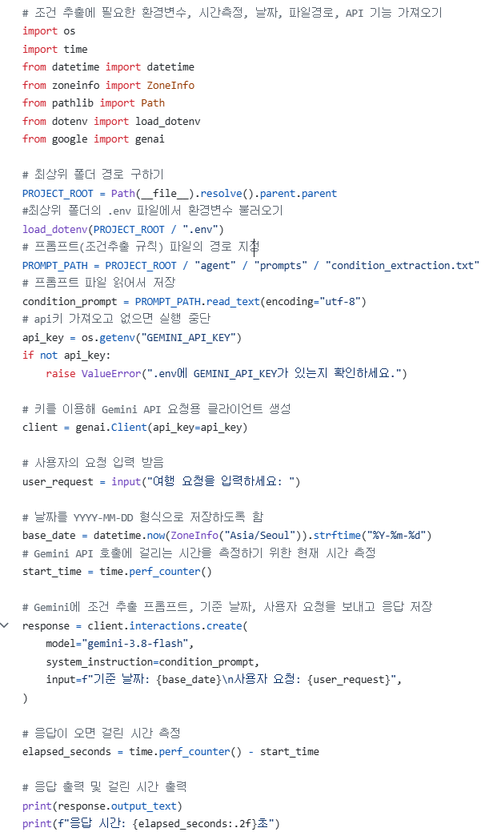 # 조건 추출에 필요한 환경변수, 시간측정, 날짜, 파일경로, API 기능 가져오기
import os
import time
from datetime import datetime
from zoneinfo import ZoneInfo
from pathlib import Path
from dotenv import load_dotenv
from google import genai

# 최상위 폴더 경로 구하기
PROJECT_ROOT = Path(__file__).resolve().parent.parent
#최상위 폴더의 .env 파일에서 환경변수 불러오기
load_dotenv(PROJECT_ROOT / ".env")
# 프롬프트(조건추출 규칙) 파일의 경로 지정
PROMPT_PATH = PROJECT_ROOT / "agent" / "prompts" / "condition_extraction.txt"
# 프롬프트 파일 읽어서 저장
condition_prompt = PROMPT_PATH.read_text(encoding="utf-8")
# api키 가져오고 없으면 실행 중단
api_key = os.getenv("GEMINI_API_KEY")
if not api_key:
    raise ValueError(".env에 GEMINI_API_KEY가 있는지 확인하세요.")

# 키를 이용해 Gemini API 요청용 클라이언트 생성
client = genai.Client(api_key=api_key)

# 사용자의 요청 입력 받음
user_request = input("여행 요청을 입력하세요: ")

# 날짜를 YYYY-MM-DD 형식으로 저장하도록 함
base_date = datetime.now(ZoneInfo("Asia/Seoul")).strftime("%Y-%m-%d")
# Gemini API 호출에 걸리는 시간을 측정하기 위한 현재 시간 측정
start_time = time.perf_counter()

# Gemini에 조건 추출 프롬프트, 기준 날짜, 사용자 요청을 보내고 응답 저장
response = client.interactions.create(
    model="gemini-3.8-flash",
    system_instruction=condition_prompt,
    input=f"기준 날짜: {base_date}\n사용자 요청: {user_request}",
)

# 응답이 오면 걸린 시간 측정
elapsed_seconds = time.perf_counter() - start_time

# 응답 출력 및 걸린 시간 출력
print(response.output_text)
print(f"응답 시간: {elapsed_seconds:.2f}초")